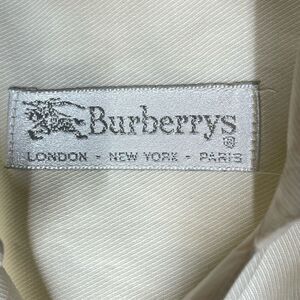 Burberrys®
LONDON - NEW YORK - PARIS